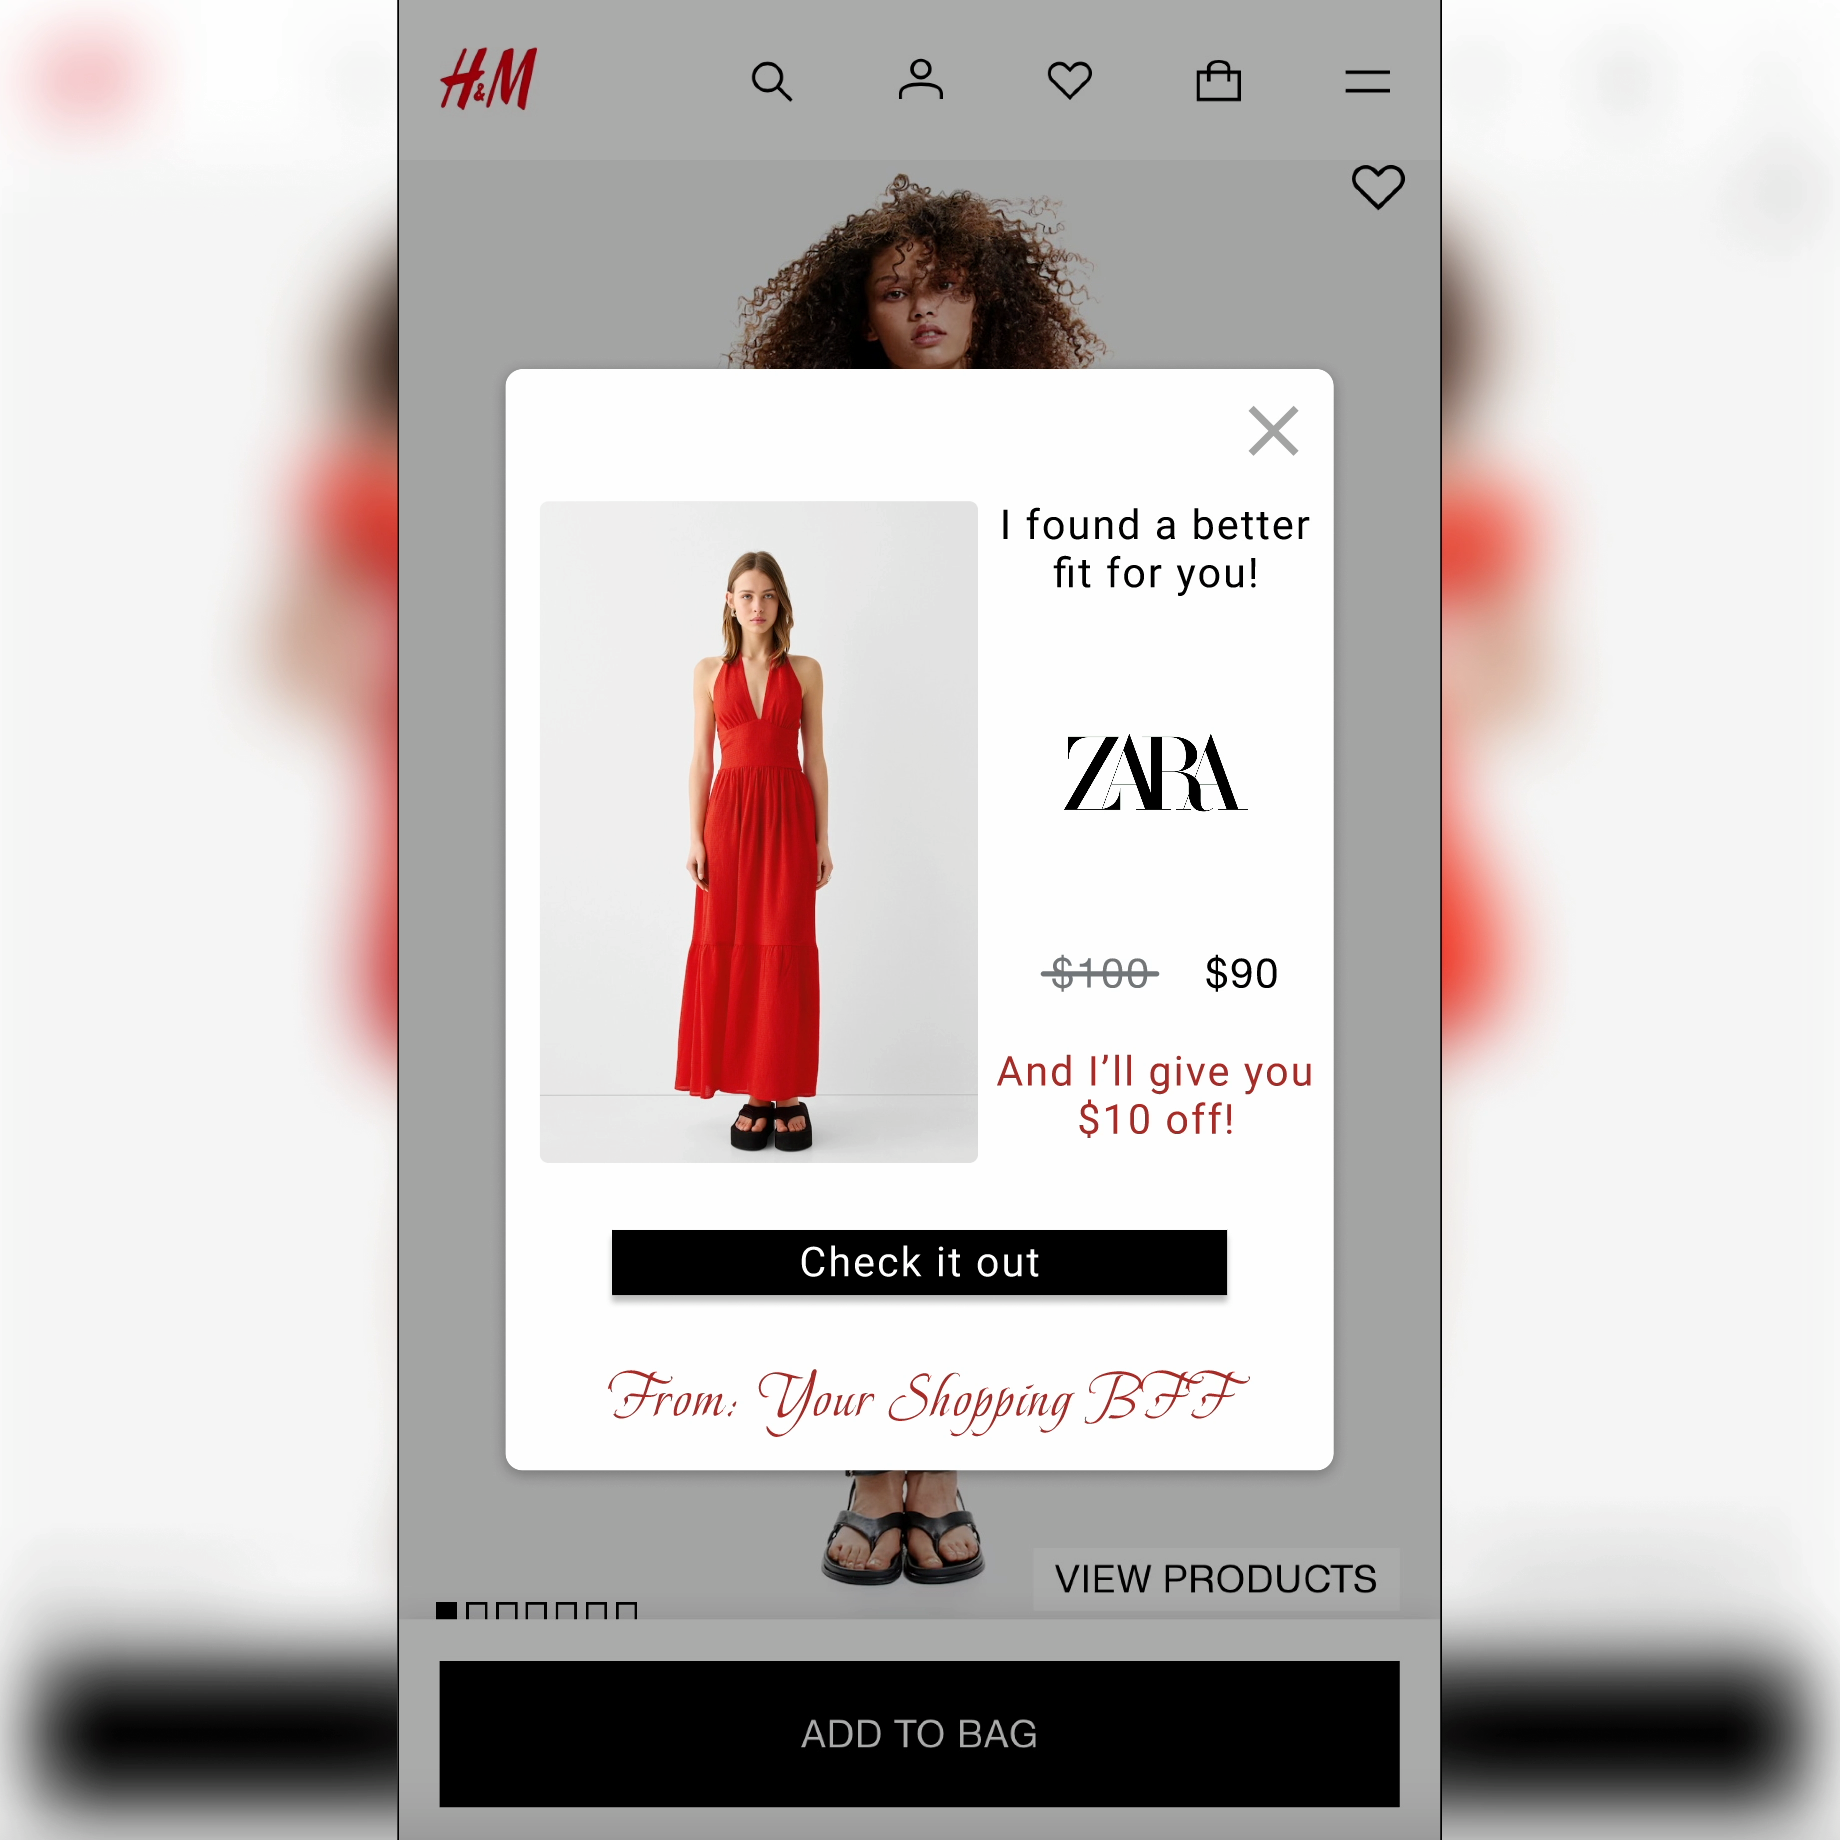 H&M
I found a better
fit for you!
ZARA
$100 $90
And I’ll give you
$10 off!
Check it out
From: Your Shopping BFF
VIEW PRODUCTS
ADD TO BAG